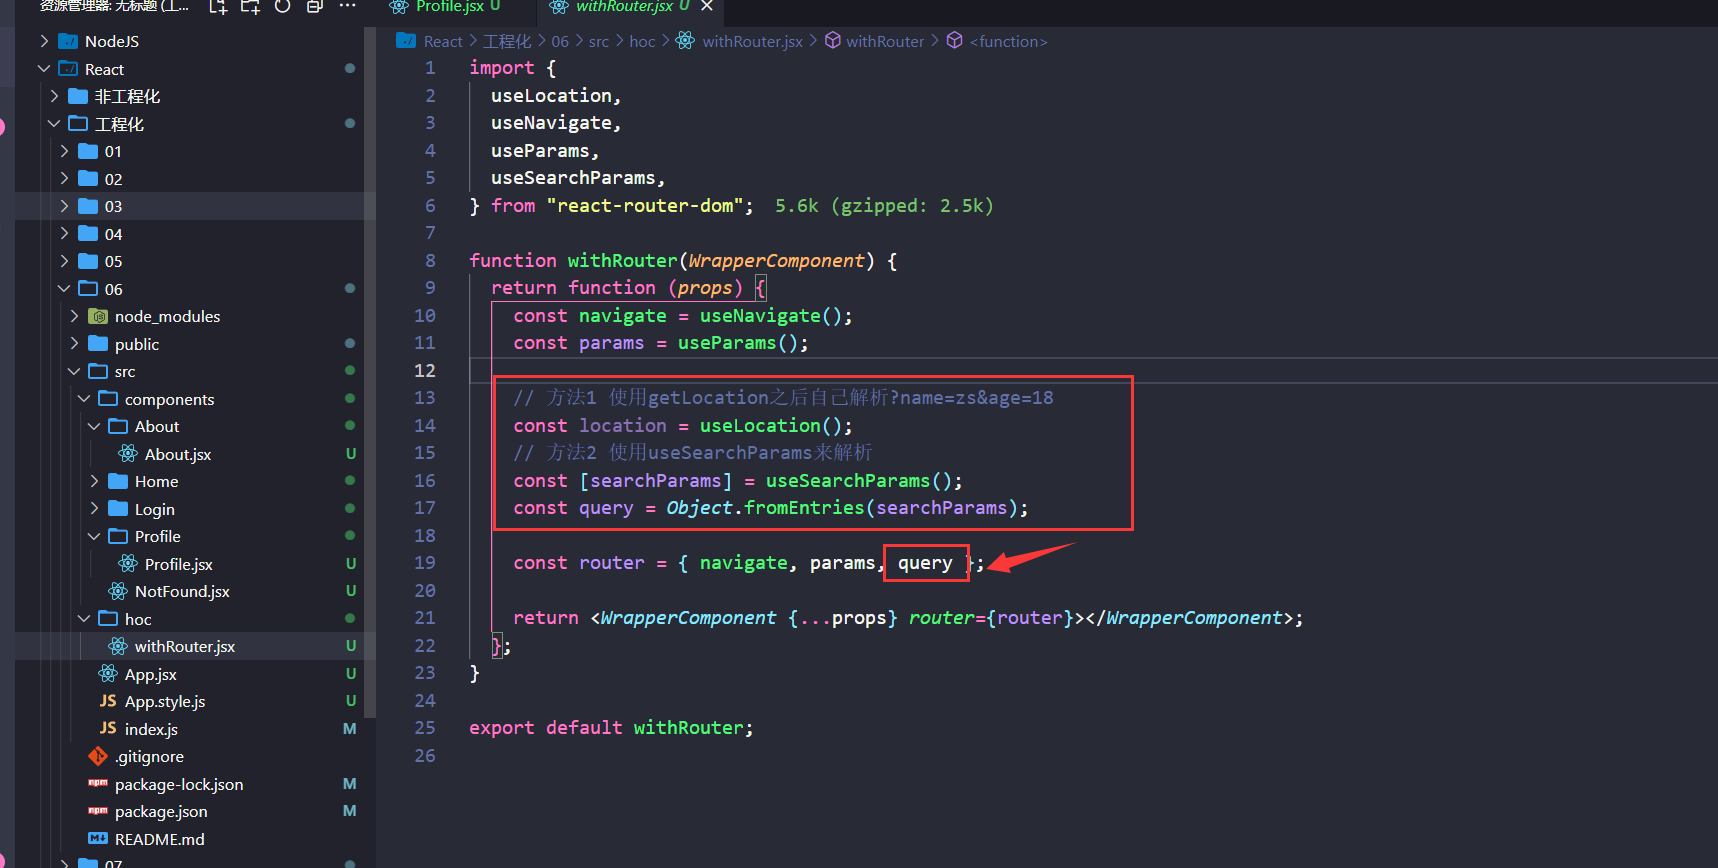 资源管理器: 无标题 (工...
Profile.jsx U
withRouter.jsx U
NodeJS
React
非工程化
工程化
01
02
03
04
05
06
node_modules
public
src
components
About
About.jsx U
Home
Login
Profile
Profile.jsx U
NotFound.jsx U
hoc
withRouter.jsx U
App.jsx U
JS App.style.js U
JS index.js M
.gitignore
npm package-lock.json M
npm package.json M
README.md
07
React > 工程化 > 06 > src > hoc > withRouter.jsx > withRouter > <function>
1 import {
2 useLocation,
3 useNavigate,
4 useParams,
5 useSearchParams,
6 } from "react-router-dom"; 5.6k (gzipped: 2.5k)
7
8 function withRouter(WrapperComponent) {
9 return function (props) {
10 const navigate = useNavigate();
11 const params = useParams();
12
13 // 方法1 使用getLocation之后自己解析?name=zs&age=18
14 const location = useLocation();
15 // 方法2 使用useSearchParams来解析
16 const [searchParams] = useSearchParams();
17 const query = Object.fromEntries(searchParams);
18
19 const router = { navigate, params, query };
20
21 return <WrapperComponent {...props} router={router}></WrapperComponent>;
22 };
23 }
24
25 export default withRouter;
26